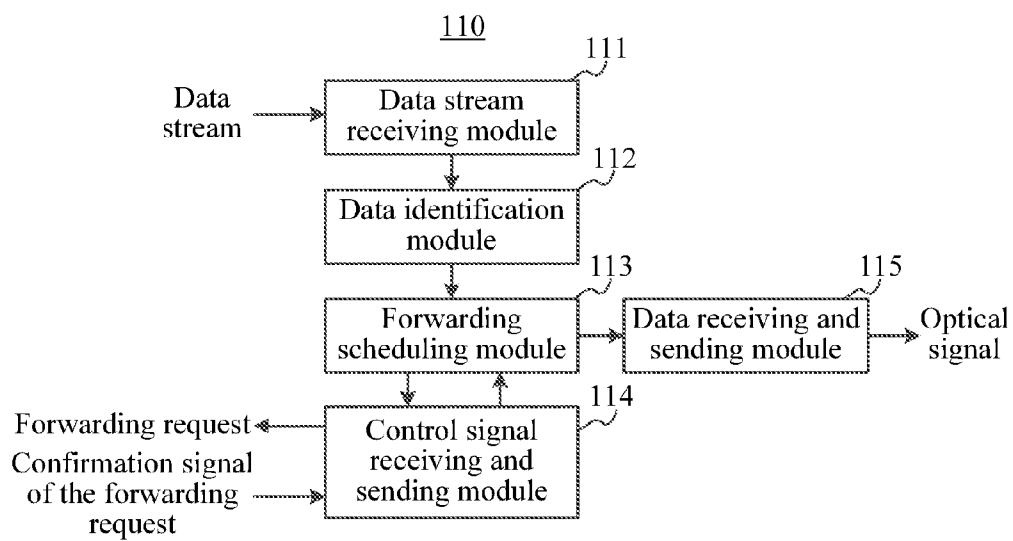 110
111
Data
stream
Data stream
receiving module
112
Data identification
module
113
Forwarding
scheduling module
115
Data receiving and
sending module
Optical
signal
114
Forwarding request
Control signal
receiving and
sending module
Confirmation signal
of the forwarding
request